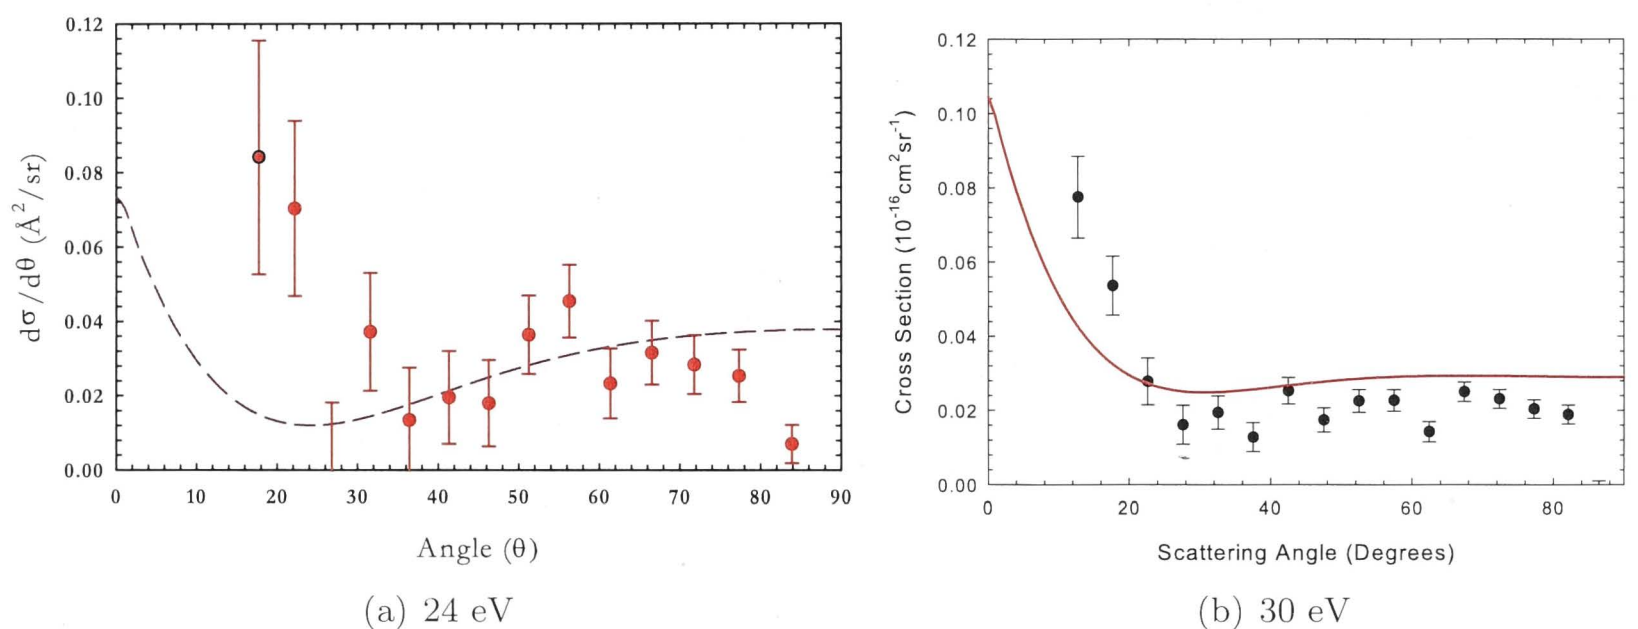 0.12
0.10
0.08
0.06
0.04
0.02
0.00
dσ/dθ (Å²/sr)
0 10 20 30 40 50 60 70 80 90
Angle (θ)
(a) 24 eV
0.12
0.10
0.08
0.06
0.04
0.02
0.00
Cross Section (10⁻¹⁶cm²sr⁻¹)
0 20 40 60 80
Scattering Angle (Degrees)
(b) 30 eV